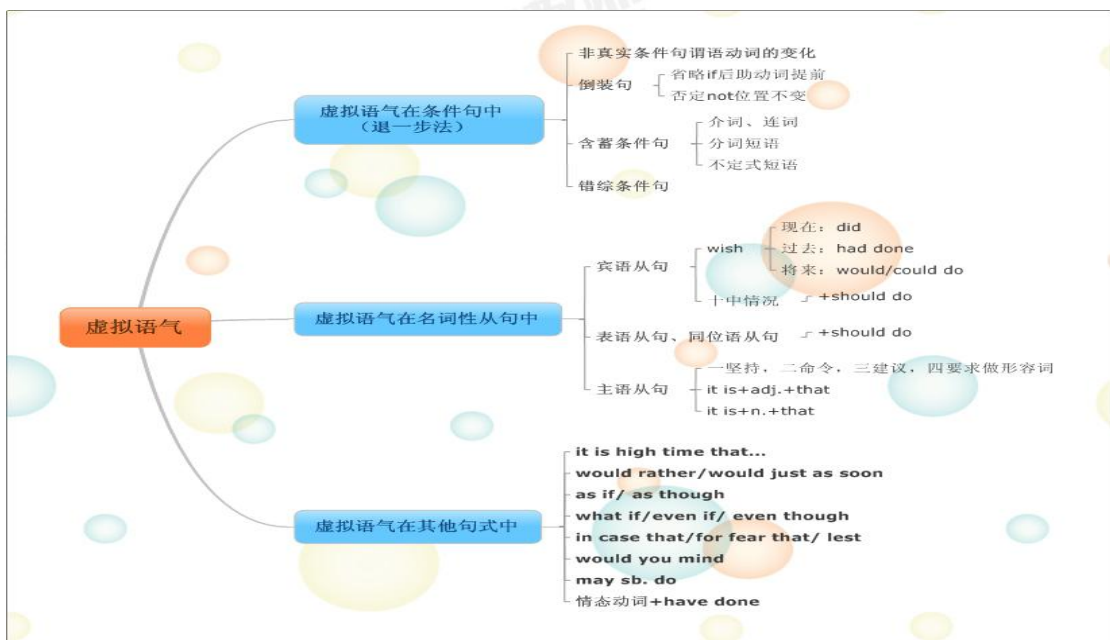 虚拟语气
虚拟语气在条件句中
（退一步法）
非真实条件句谓语动词的变化
倒装句
省略if后助动词提前
否定not位置不变
含蓄条件句
介词、连词
分词短语
不定式短语
错综条件句
虚拟语气在名词性从句中
宾语从句
wish
现在：did
过去：had done
将来：would/could do
十中情况
+should do
表语从句、同位语从句
+should do
主语从句
一坚持，二命令，三建议，四要求做形容词
it is+adj.+that
it is+n.+that
虚拟语气在其他句式中
it is high time that...
would rather/would just as soon
as if/ as though
what if/even if/ even though
in case that/for fear that/ lest
would you mind
may sb. do
情态动词+have done